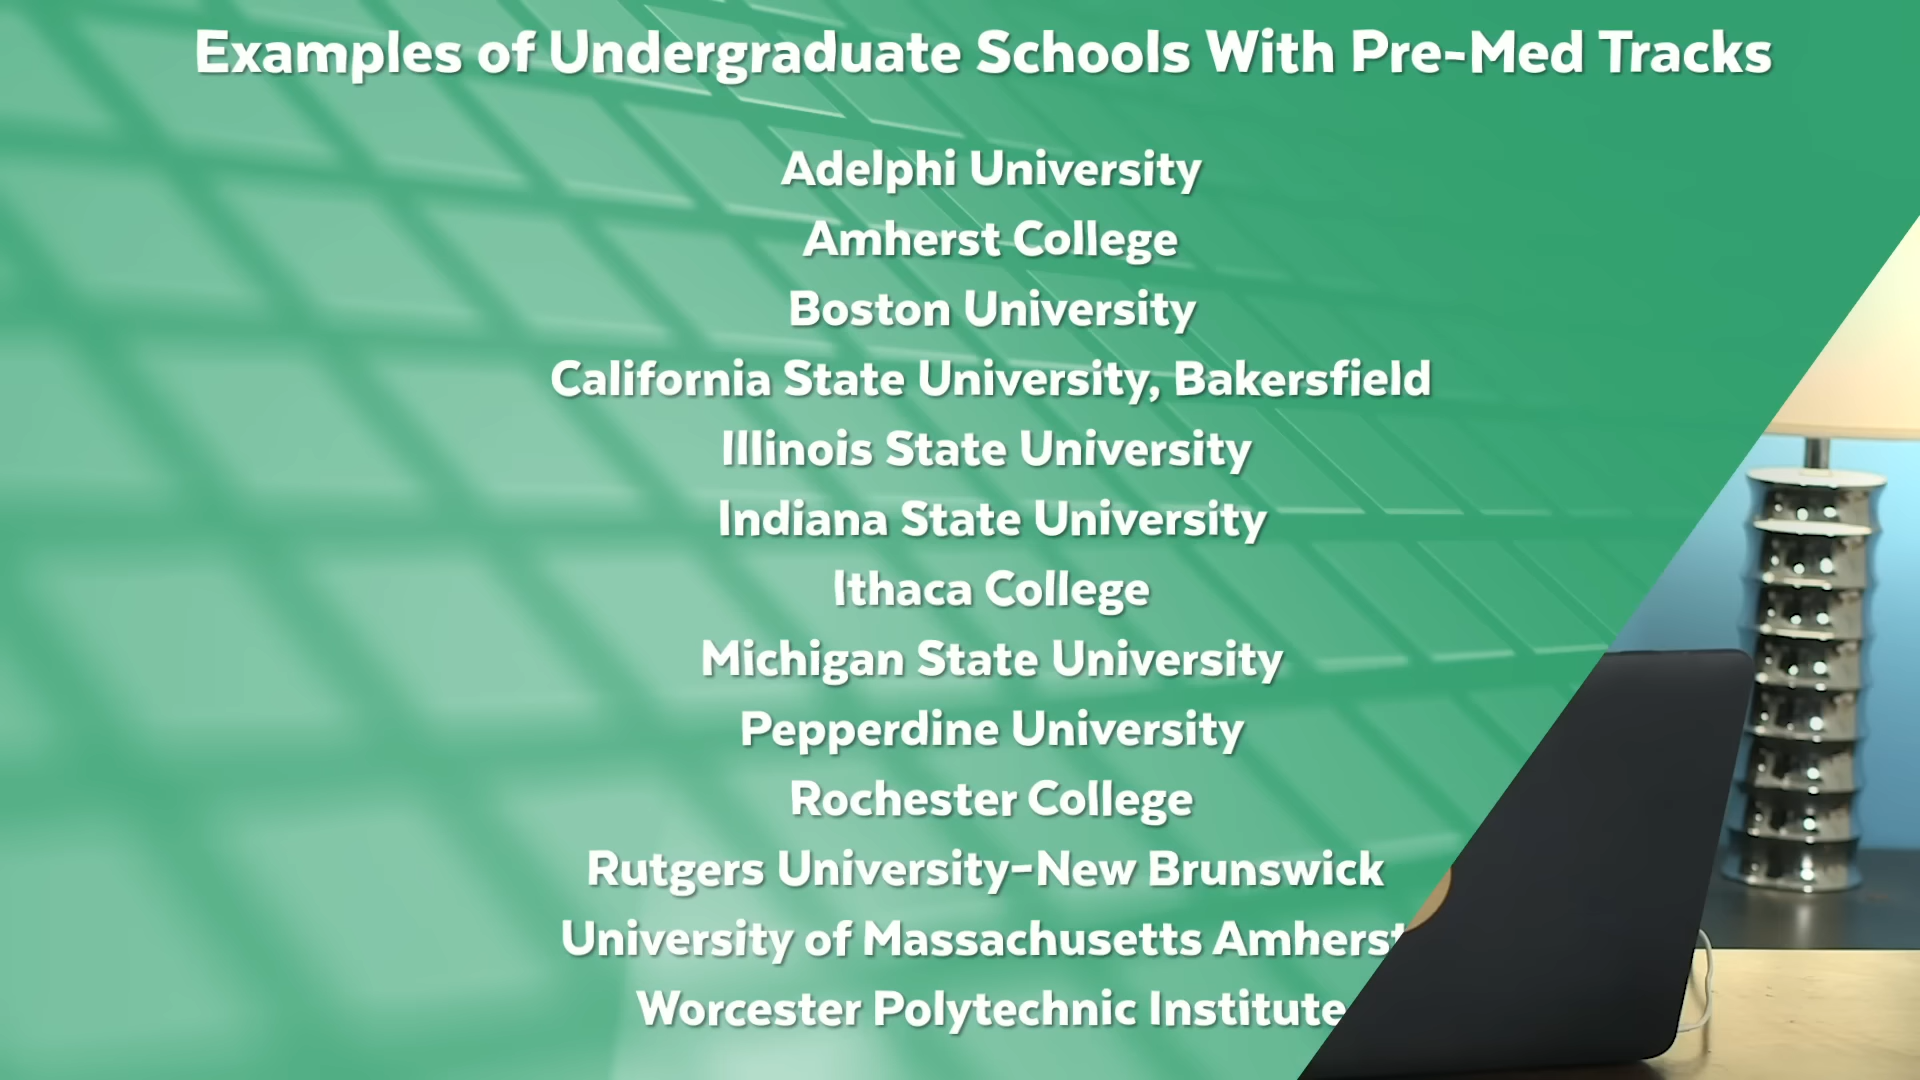 Examples of Undergraduate Schools With Pre-Med Tracks
Adelphi University
Amherst College
Boston University
California State University, Bakersfield
Illinois State University
Indiana State University
Ithaca College
Michigan State University
Pepperdine University
Rochester College
Rutgers University-New Brunswick
University of Massachusetts Amherst
Worcester Polytechnic Institute